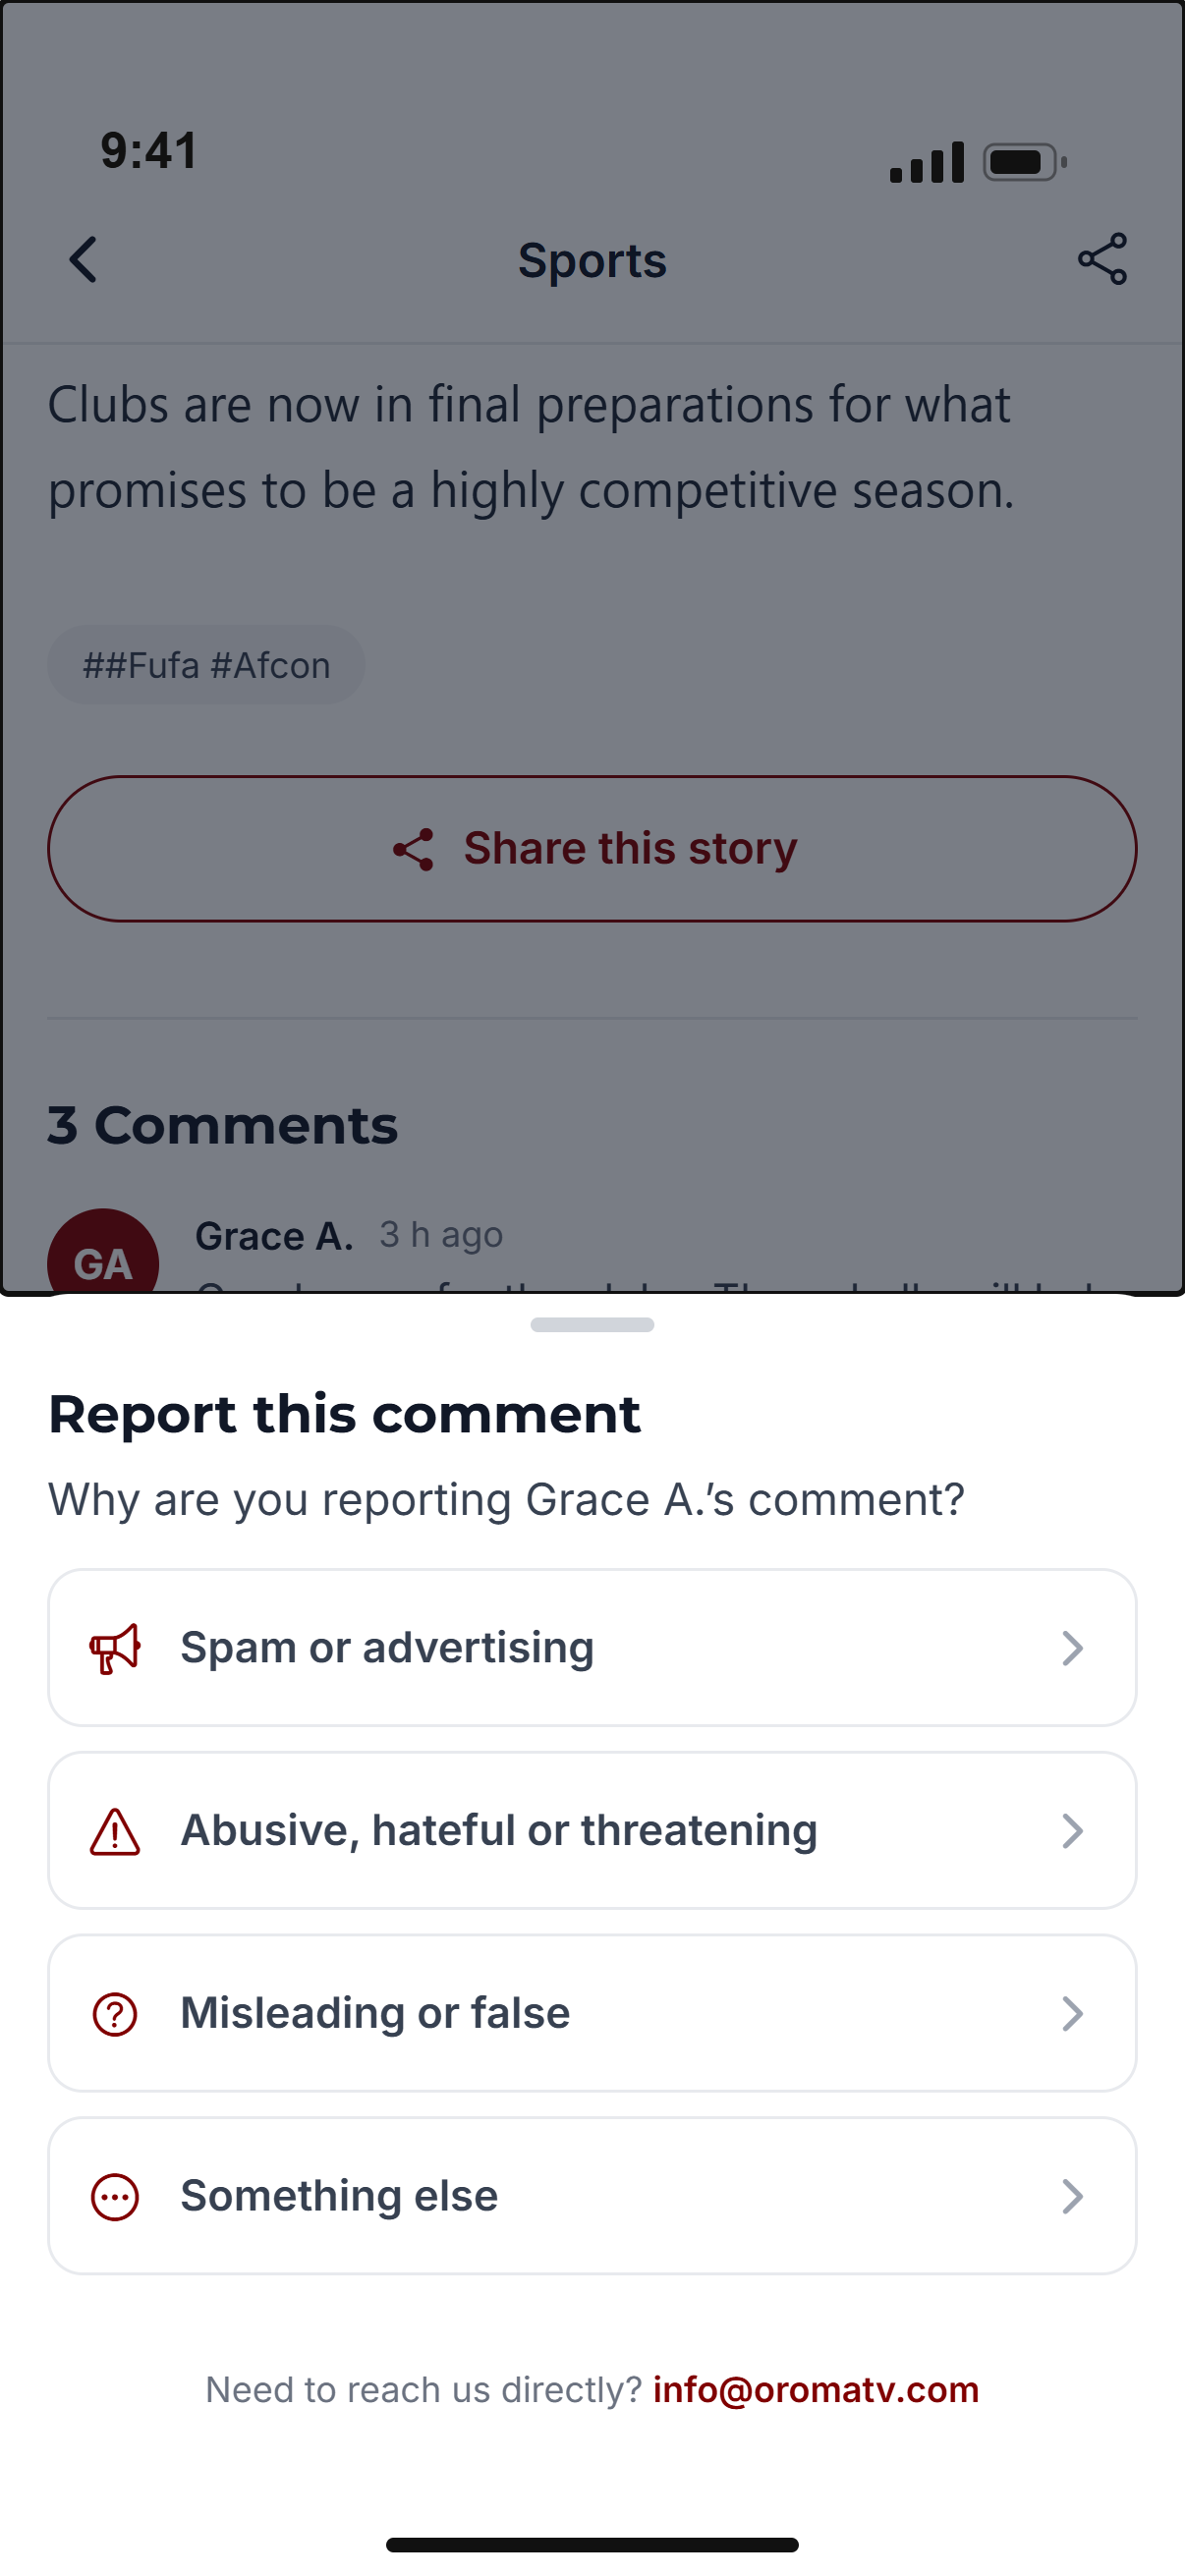 9:41
Sports
Clubs are now in final preparations for what
promises to be a highly competitive season.
##Fufa #Afcon
Share this story
3 Comments
GA
Grace A. 3 h ago
Report this comment
Why are you reporting Grace A.’s comment?
Spam or advertising
Abusive, hateful or threatening
Misleading or false
Something else
Need to reach us directly? info@oromatv.com